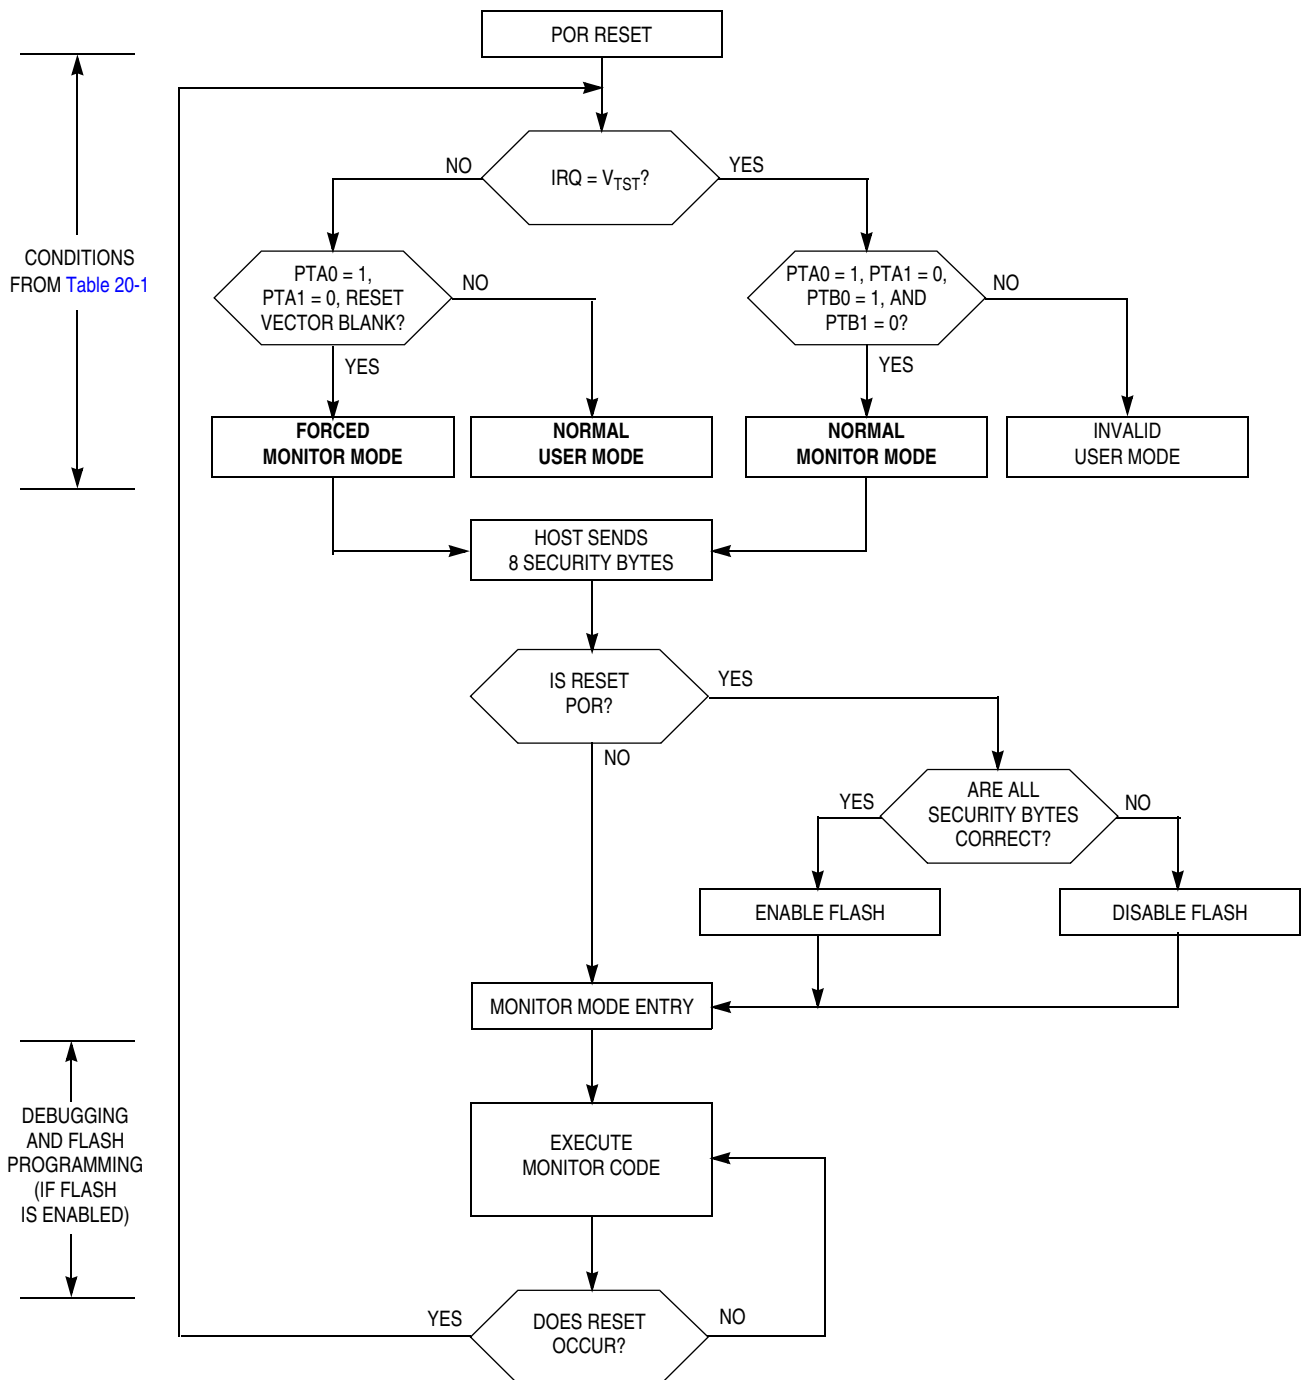 POR RESET
NO
YES
IRQ = VTST?
CONDITIONS
FROM Table 20-1
PTA0 = 1,
PTA1 = 0, RESET
VECTOR BLANK?
NO
YES
PTA0 = 1, PTA1 = 0,
PTB0 = 1, AND
PTB1 = 0?
NO
YES
FORCED
MONITOR MODE
NORMAL
USER MODE
NORMAL
MONITOR MODE
INVALID
USER MODE
HOST SENDS
8 SECURITY BYTES
IS RESET
POR?
YES
NO
ARE ALL
SECURITY BYTES
CORRECT?
YES
NO
ENABLE FLASH
DISABLE FLASH
MONITOR MODE ENTRY
DEBUGGING
AND FLASH
PROGRAMMING
(IF FLASH
IS ENABLED)
EXECUTE
MONITOR CODE
YES
DOES RESET
OCCUR?
NO